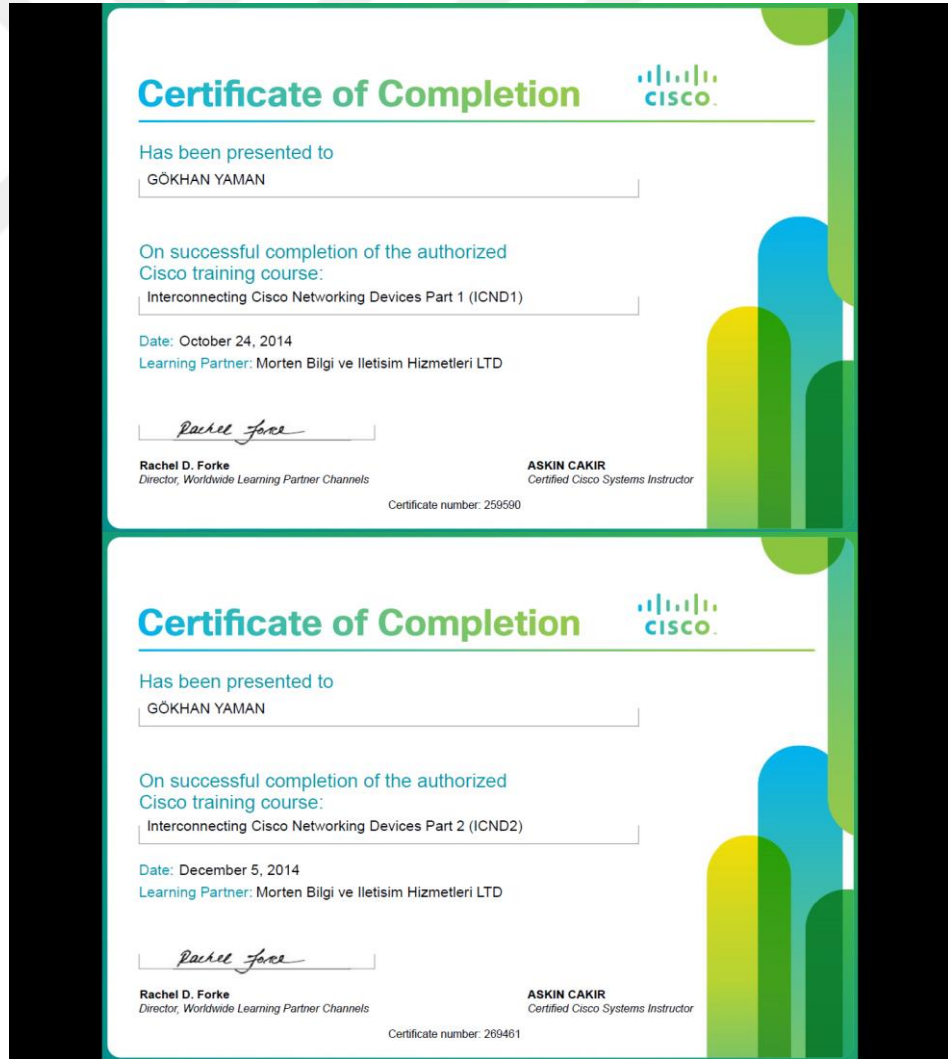 Certificate of Completion
CISCO
Has been presented to
GÖKHAN YAMAN
On successful completion of the authorized
Cisco training course:
Interconnecting Cisco Networking Devices Part 1 (ICND1)
Date: October 24, 2014
Learning Partner: Morten Bilgi ve Iletisim Hizmetleri LTD
Rachel Forke
Rachel D. Forke
Director, Worldwide Learning Partner Channels
ASKIN CAKIR
Certified Cisco Systems Instructor
Certificate number: 259590
Certificate of Completion
CISCO
Has been presented to
GÖKHAN YAMAN
On successful completion of the authorized
Cisco training course:
Interconnecting Cisco Networking Devices Part 2 (ICND2)
Date: December 5, 2014
Learning Partner: Morten Bilgi ve Iletisim Hizmetleri LTD
Rachel Forke
Rachel D. Forke
Director, Worldwide Learning Partner Channels
ASKIN CAKIR
Certified Cisco Systems Instructor
Certificate number: 269461